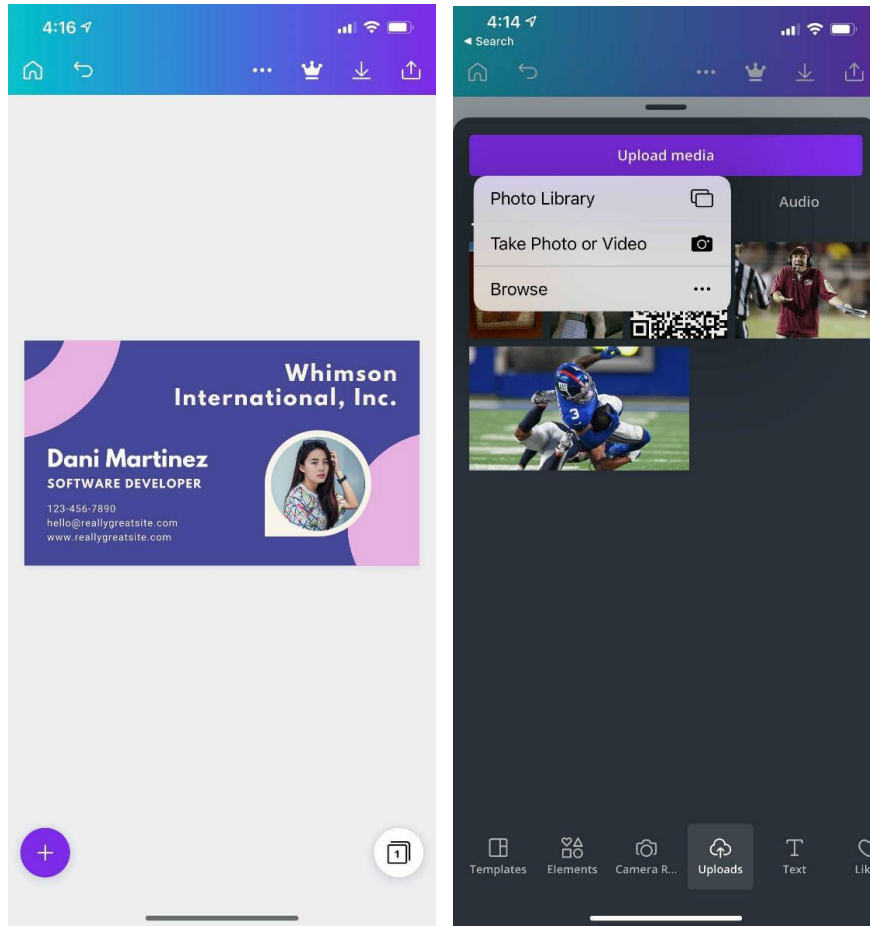 4:16
Whimson
International, Inc.
Dani Martinez
SOFTWARE DEVELOPER
123-456-7890
hello@reallygreatsite.com
www.reallygreatsite.com
1
4:14
Search
Upload media
Photo Library
Audio
Take Photo or Video
Browse
3
Templates
Elements
Camera R...
Uploads
Text
Lik